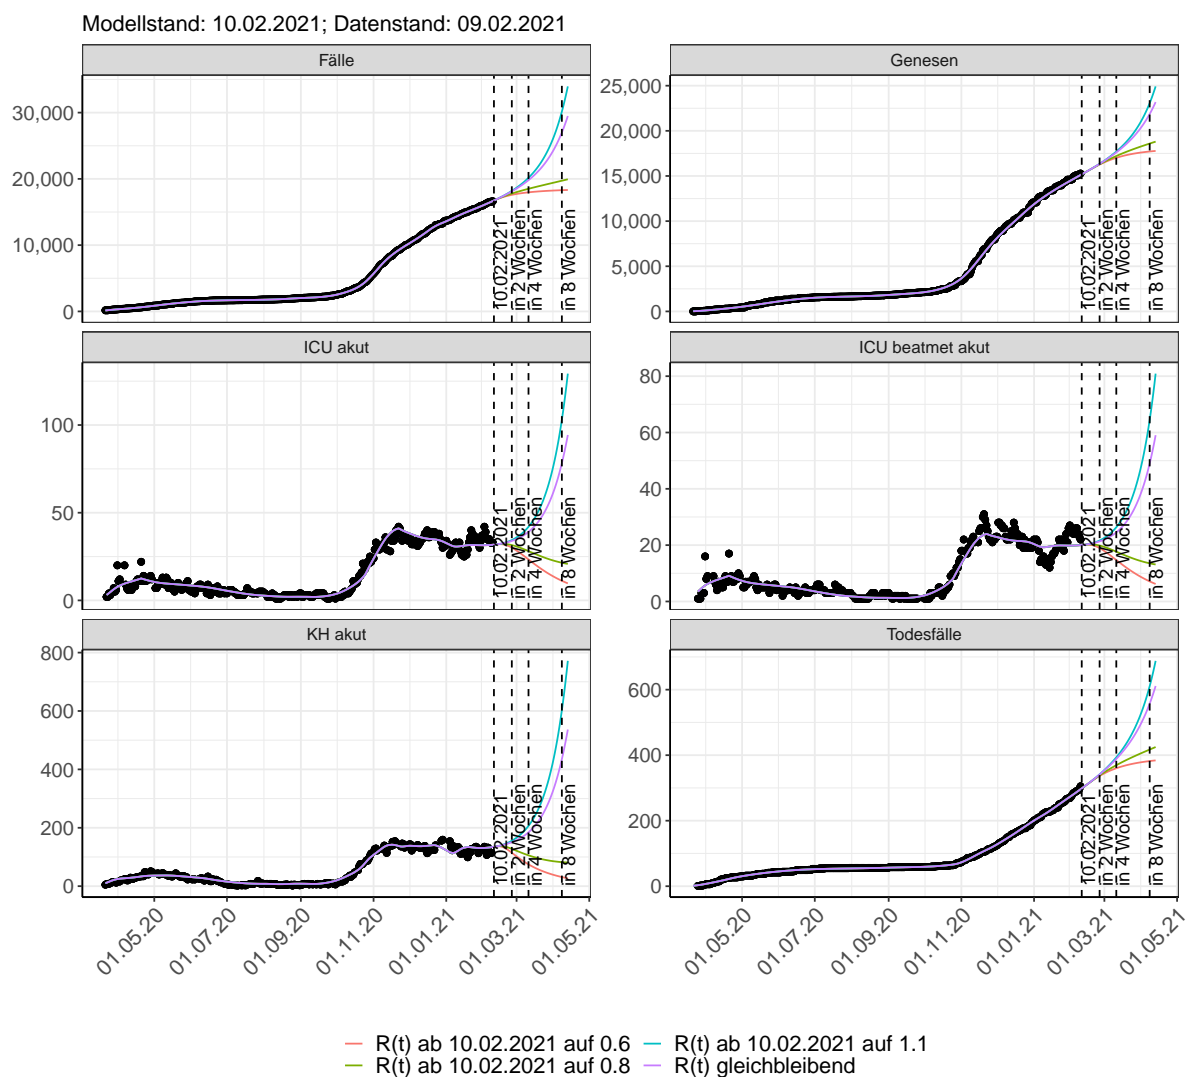 Modellstand: 10.02.2021; Datenstand: 09.02.2021
Fälle
Genesen
30,000
20,000
10,000
0
10.02.2021
in 2 Wochen
in 4 Wochen
in 8 Wochen
25,000
20,000
15,000
10,000
5,000
0
10.02.2021
in 2 Wochen
in 4 Wochen
in 8 Wochen
ICU akut
ICU beatmet akut
100
50
0
10.02.2021
in 2 Wochen
in 4 Wochen
in 8 Wochen
80
60
40
20
0
10.02.2021
in 2 Wochen
in 4 Wochen
in 8 Wochen
KH akut
Todesfälle
800
600
400
200
0
10.02.2021
in 2 Wochen
in 4 Wochen
in 8 Wochen
600
400
200
0
10.02.2021
in 2 Wochen
in 4 Wochen
in 8 Wochen
01.05.20
01.07.20
01.09.20
01.11.20
01.01.21
01.03.21
01.05.21
01.05.20
01.07.20
01.09.20
01.11.20
01.01.21
01.03.21
01.05.21
R(t) ab 10.02.2021 auf 0.6
R(t) ab 10.02.2021 auf 1.1
R(t) ab 10.02.2021 auf 0.8
R(t) gleichbleibend